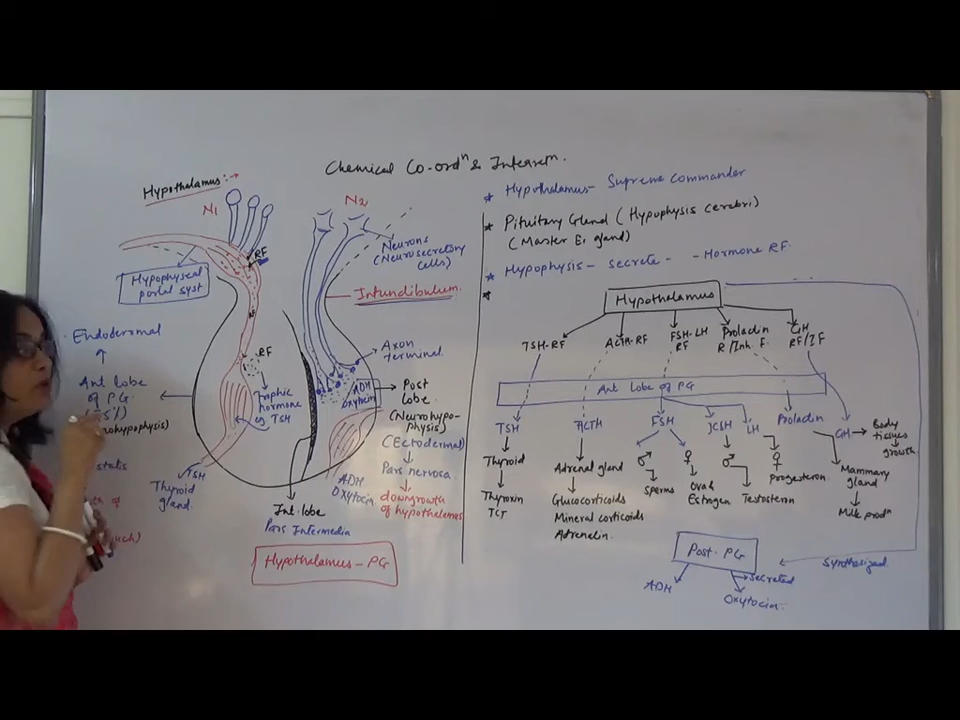 Chemical Co-ordⁿ & Integratⁿ.
Hypothalamus:→
N1
N2
RF
Hypophyseal
portal syst
Neurons
(Neurosecretory
cells)
Infundibulum.
RF
Endodermal
Ant lobe
of PG
(75%)
Trophic
hormone
eg TSH
TSH
Thyroid
gland.
Axon
terminal.
ADH
oxytocin
Post
lobe
(Neurohypo-
physis)
(Ectodermal)
Pars nervosa
downgrowth
of hypothalamus
ADH
Oxytocin
Int. lobe
Pars Intermedia
Hypothalamus - PG
* Hypothalamus - Supreme commander
* Pituitary Gland (Hypophysis cerebri)
(Master En gland)
* Hypophysis - secrete - - Hormone RF.
*
Hypothalamus
TSH-RF
ACTH-RF
FSH-LH
RF
Proladin
R/Inh. F.
GH
RF/IF
Ant lobe of PG
TSH
ACTH
FSH
ICSH
LH
Proladin
GH → Body
tissues
growth
Thyroid
Thyroxin
TCT
Adrenal gland
Glucocorticoids
Mineral corticoids
Adrenalin.
♂
sperms
♀
Ova &
Estrogen
♂
Testosteron
♀
progesteron
Mammary
gland
Milk prodⁿ
Post. PG
Synthesized
ADH
secreted
Oxytocin.